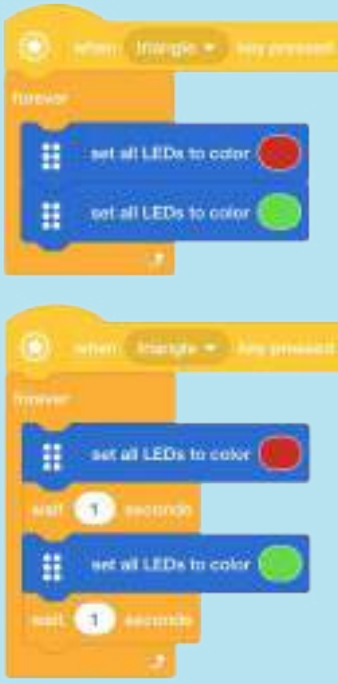 when triangle key pressed
forever
set all LEDs to color
set all LEDs to color
when triangle key pressed
forever
set all LEDs to color
wait 1 seconds
set all LEDs to color
wait 1 seconds